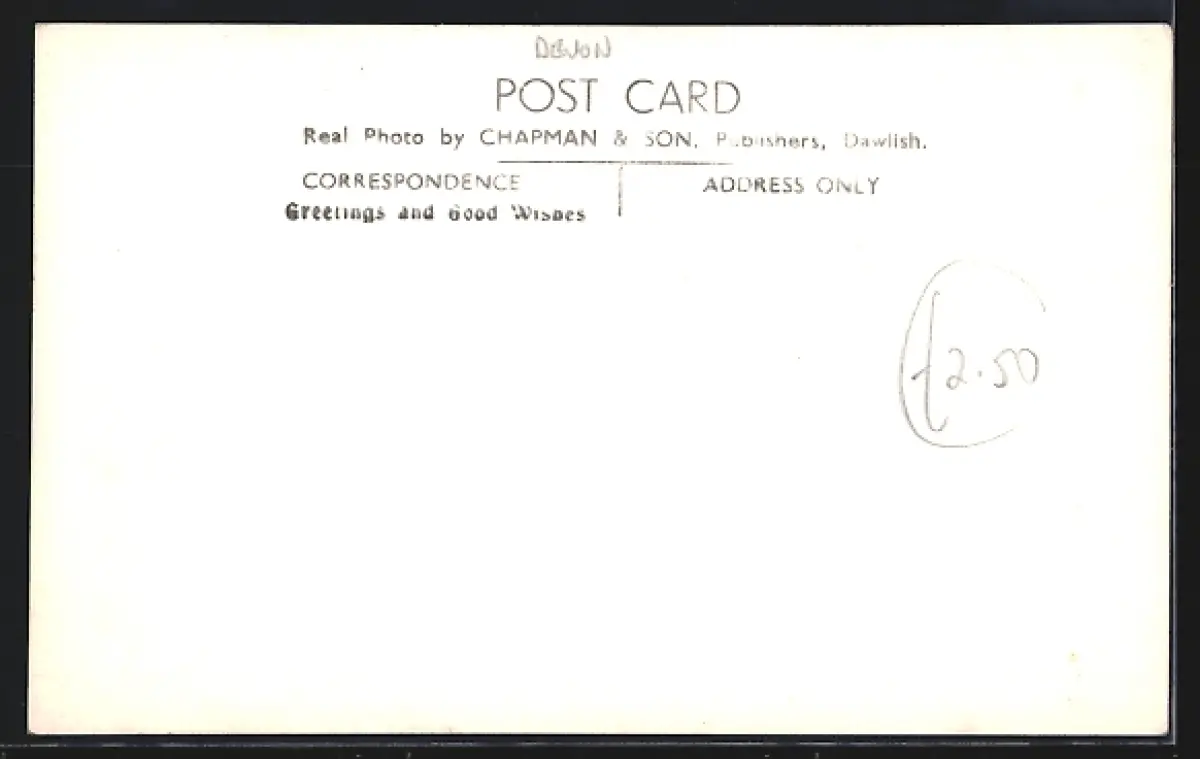 DEVON
POST CARD
Real Photo by CHAPMAN & SON, Publishers, Dawlish.
CORRESPONDENCE
ADDRESS ONLY
Greetings and Good Wishes
£2.50